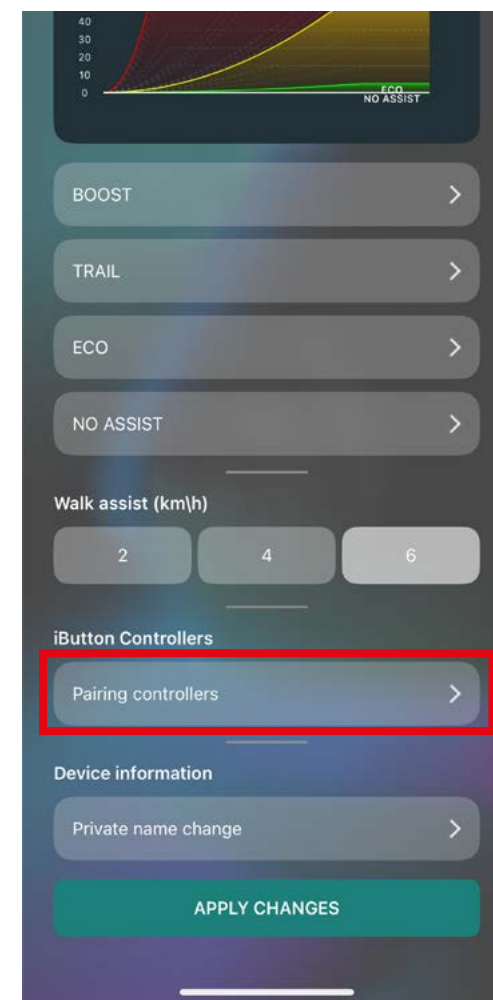 40
30
20
10
0
ECO
NO ASSIST
BOOST
TRAIL
ECO
NO ASSIST
Walk assist (km\h)
2 4 6
iButton Controllers
Pairing controllers
Device information
Private name change
APPLY CHANGES